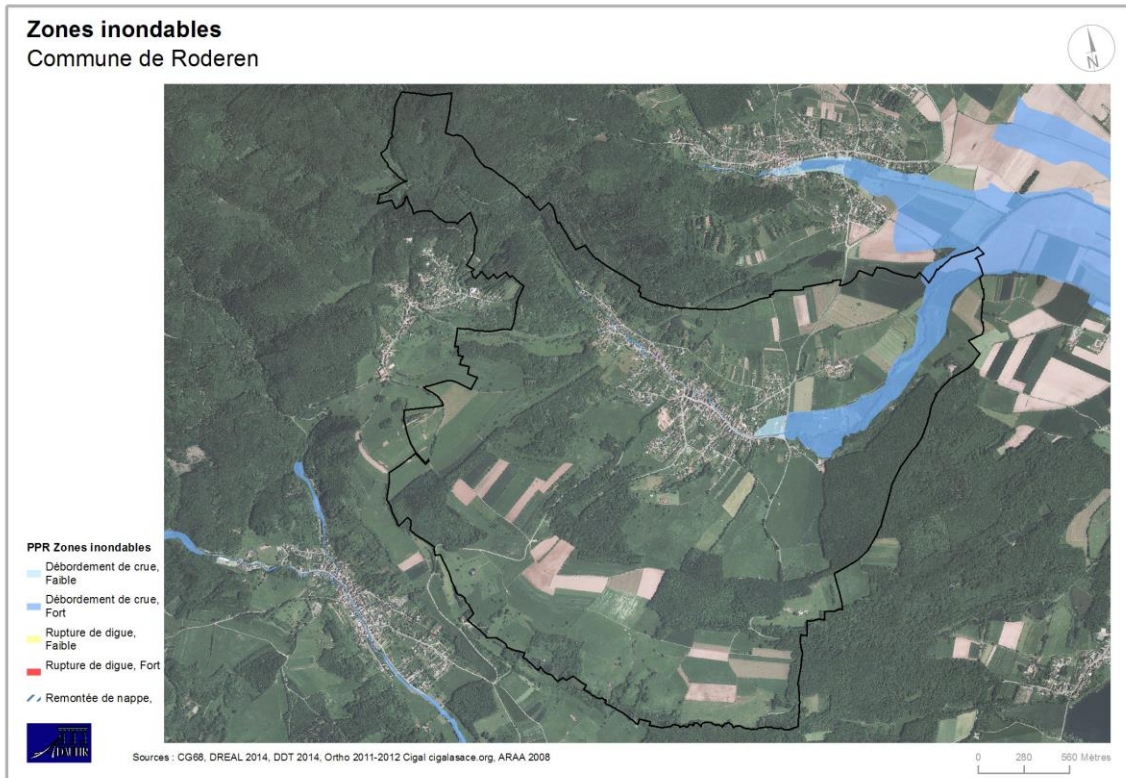 Zones inondables
Commune de Roderen
N
PPR Zones inondables
Débordement de crue,
Faible
Débordement de crue,
Fort
Rupture de digue,
Faible
Rupture de digue, Fort
Remontée de nappe,
ADAUHR
Sources : CG68, DREAL 2014, DDT 2014, Ortho 2011-2012 Cigal cigalasace.org, ARAA 2008
0 280 560 Mètres